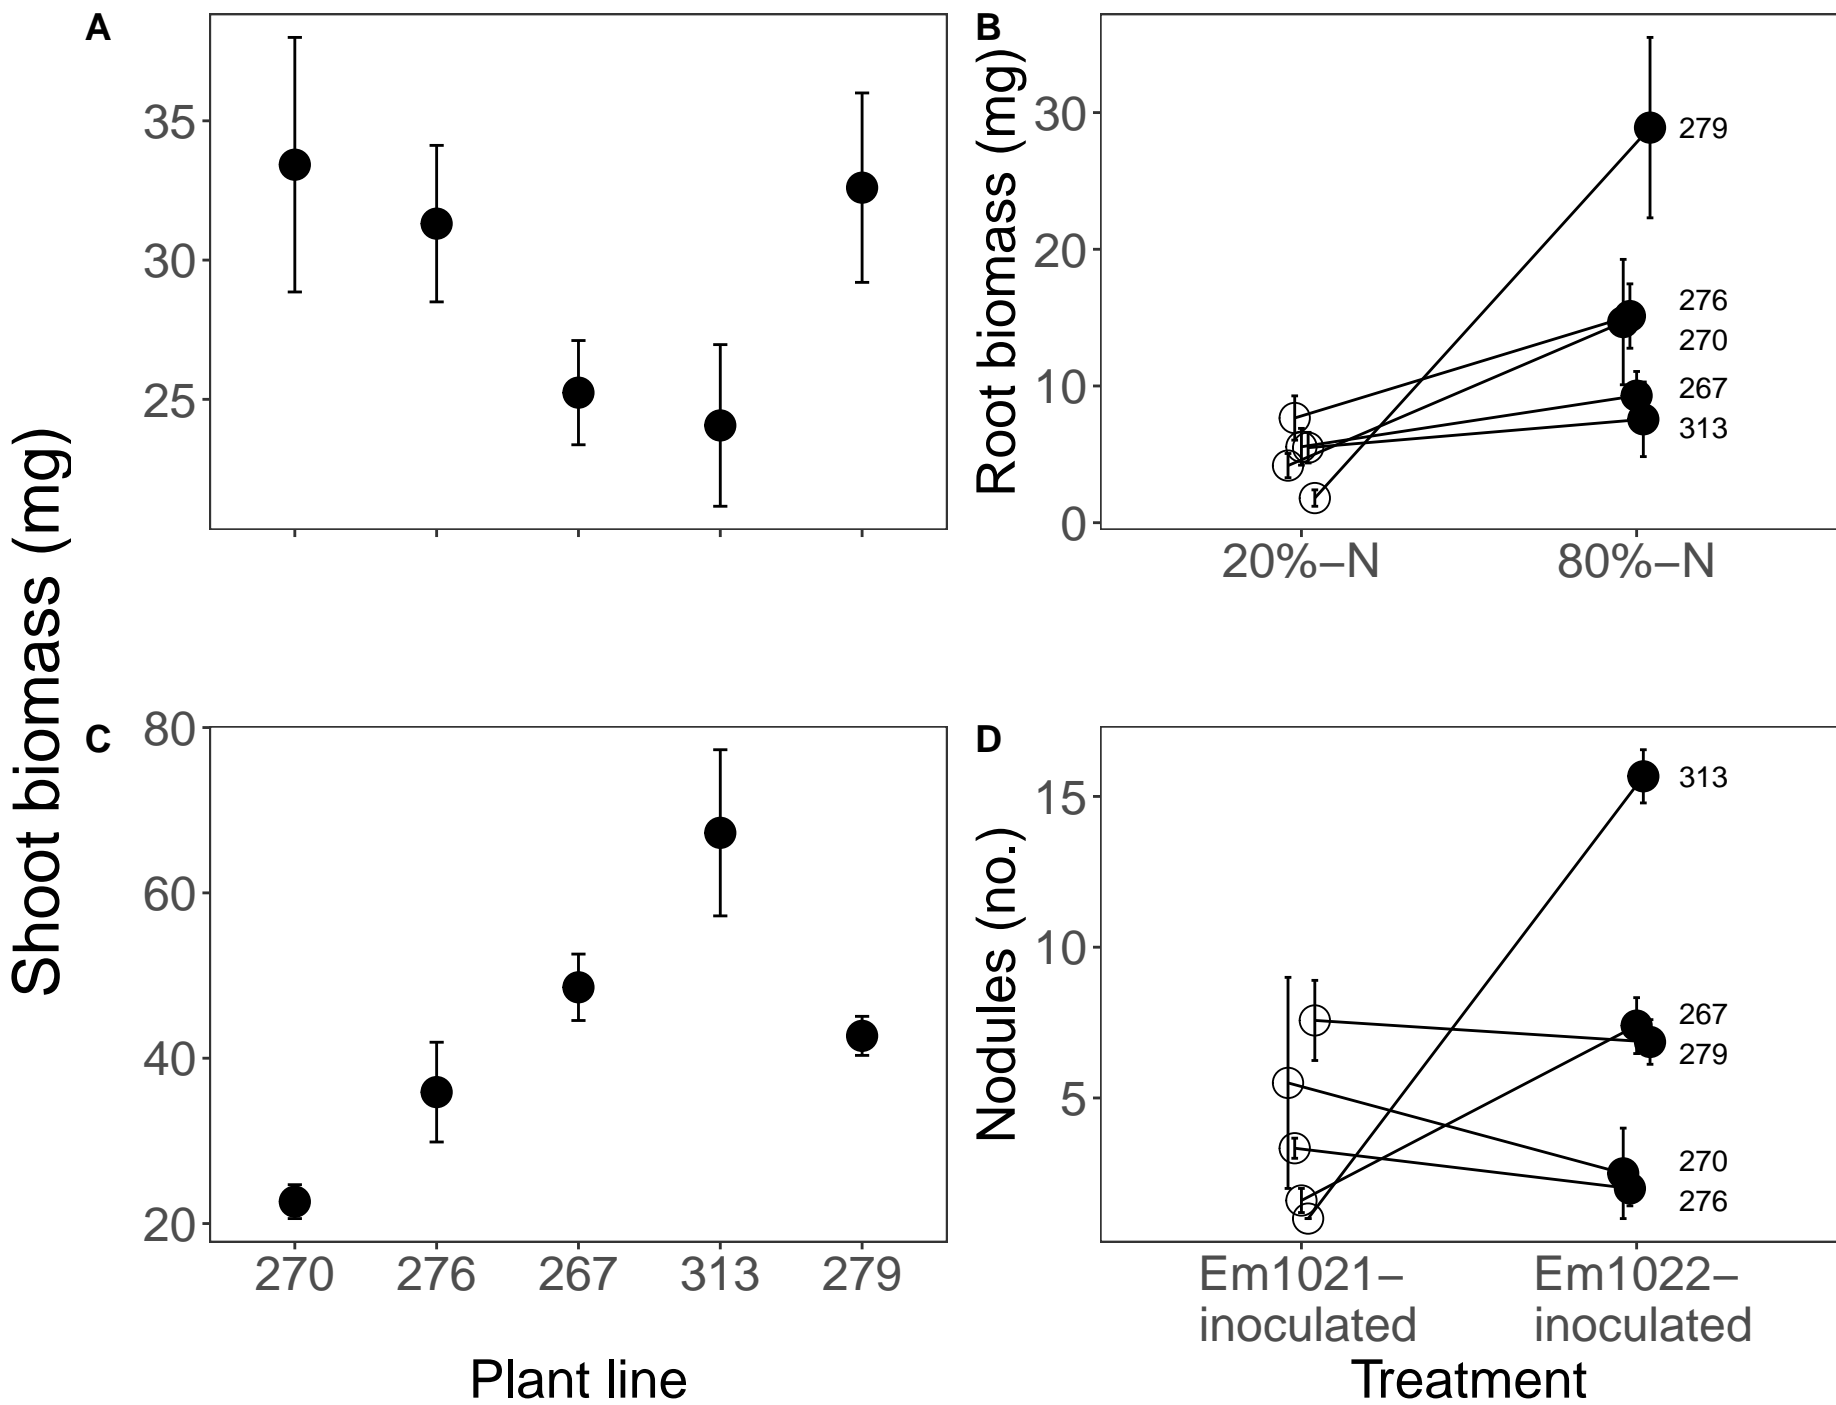 A
Shoot biomass (mg)
35
30
25
B
Root biomass (mg)
30
20
10
0
279
276
270
267
313
20%–N
80%–N
C
80
60
40
20
270
276
267
313
279
Plant line
D
Nodules (no.)
15
10
5
313
267
279
270
276
Em1021–
inoculated
Em1022–
inoculated
Treatment